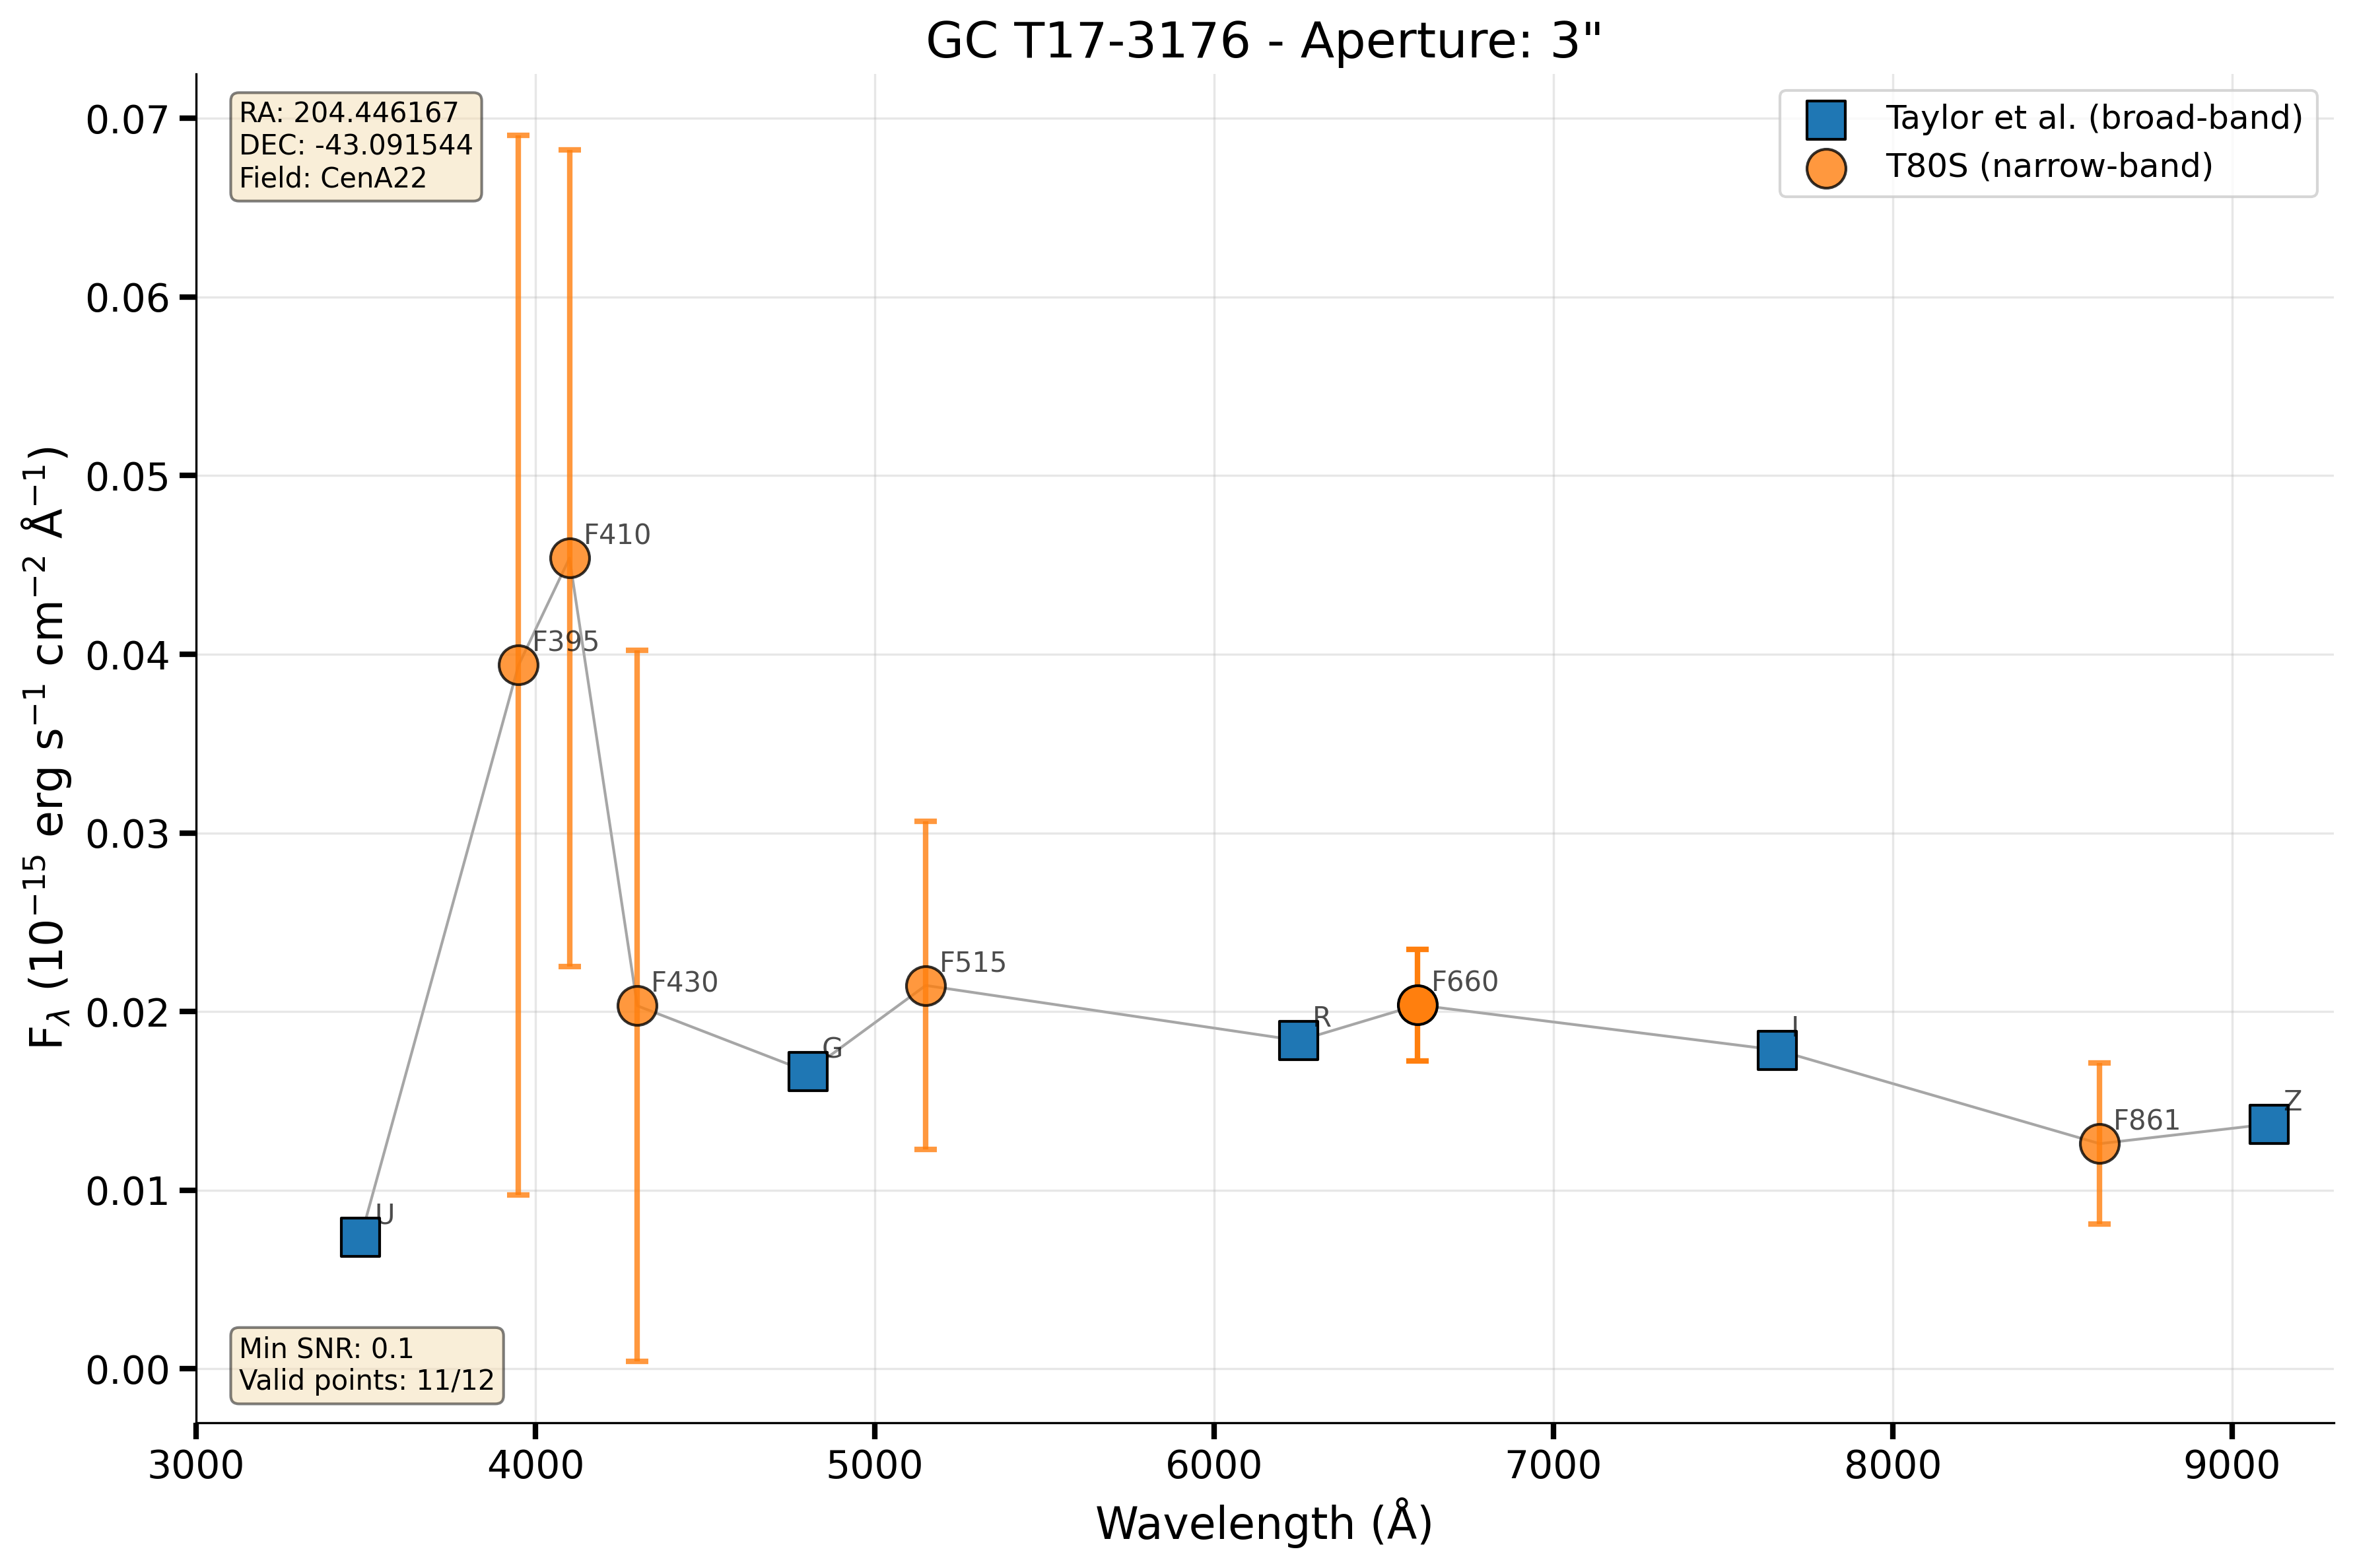 GC T17-3176 - Aperture: 3"
RA: 204.446167
DEC: -43.091544
Field: CenA22
Taylor et al. (broad-band)
T80S (narrow-band)
0.07
0.06
0.05
0.04
0.03
0.02
0.01
0.00
F$_λ$ (10$^{−15}$ erg s$^{−1}$ cm$^{−2}$ Å$^{−1}$)
U
F395
F410
F430
G
F515
R
F660
I
F861
Z
Min SNR: 0.1
Valid points: 11/12
3000 4000 5000 6000 7000 8000 9000
Wavelength (Å)